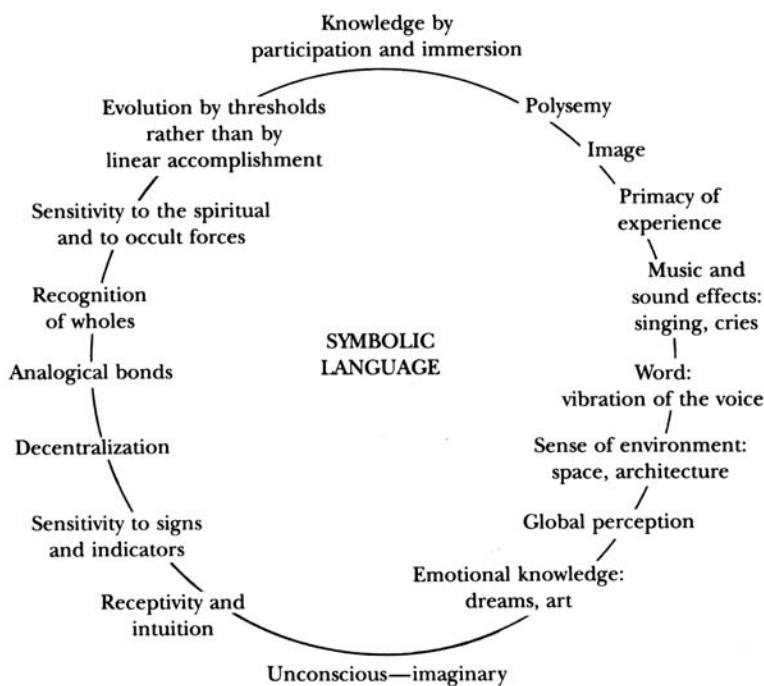 Knowledge by
participation and immersion
Polysemy
Image
Primacy of
experience
Music and
sound effects:
singing, cries
Word:
vibration of the voice
Sense of environment:
space, architecture
Global perception
Emotional knowledge:
dreams, art
Unconscious—imaginary
Receptivity and
intuition
Sensitivity to signs
and indicators
Decentralization
Analogical bonds
Recognition
of wholes
Sensitivity to the spiritual
and to occult forces
Evolution by thresholds
rather than by
linear accomplishment
SYMBOLIC
LANGUAGE